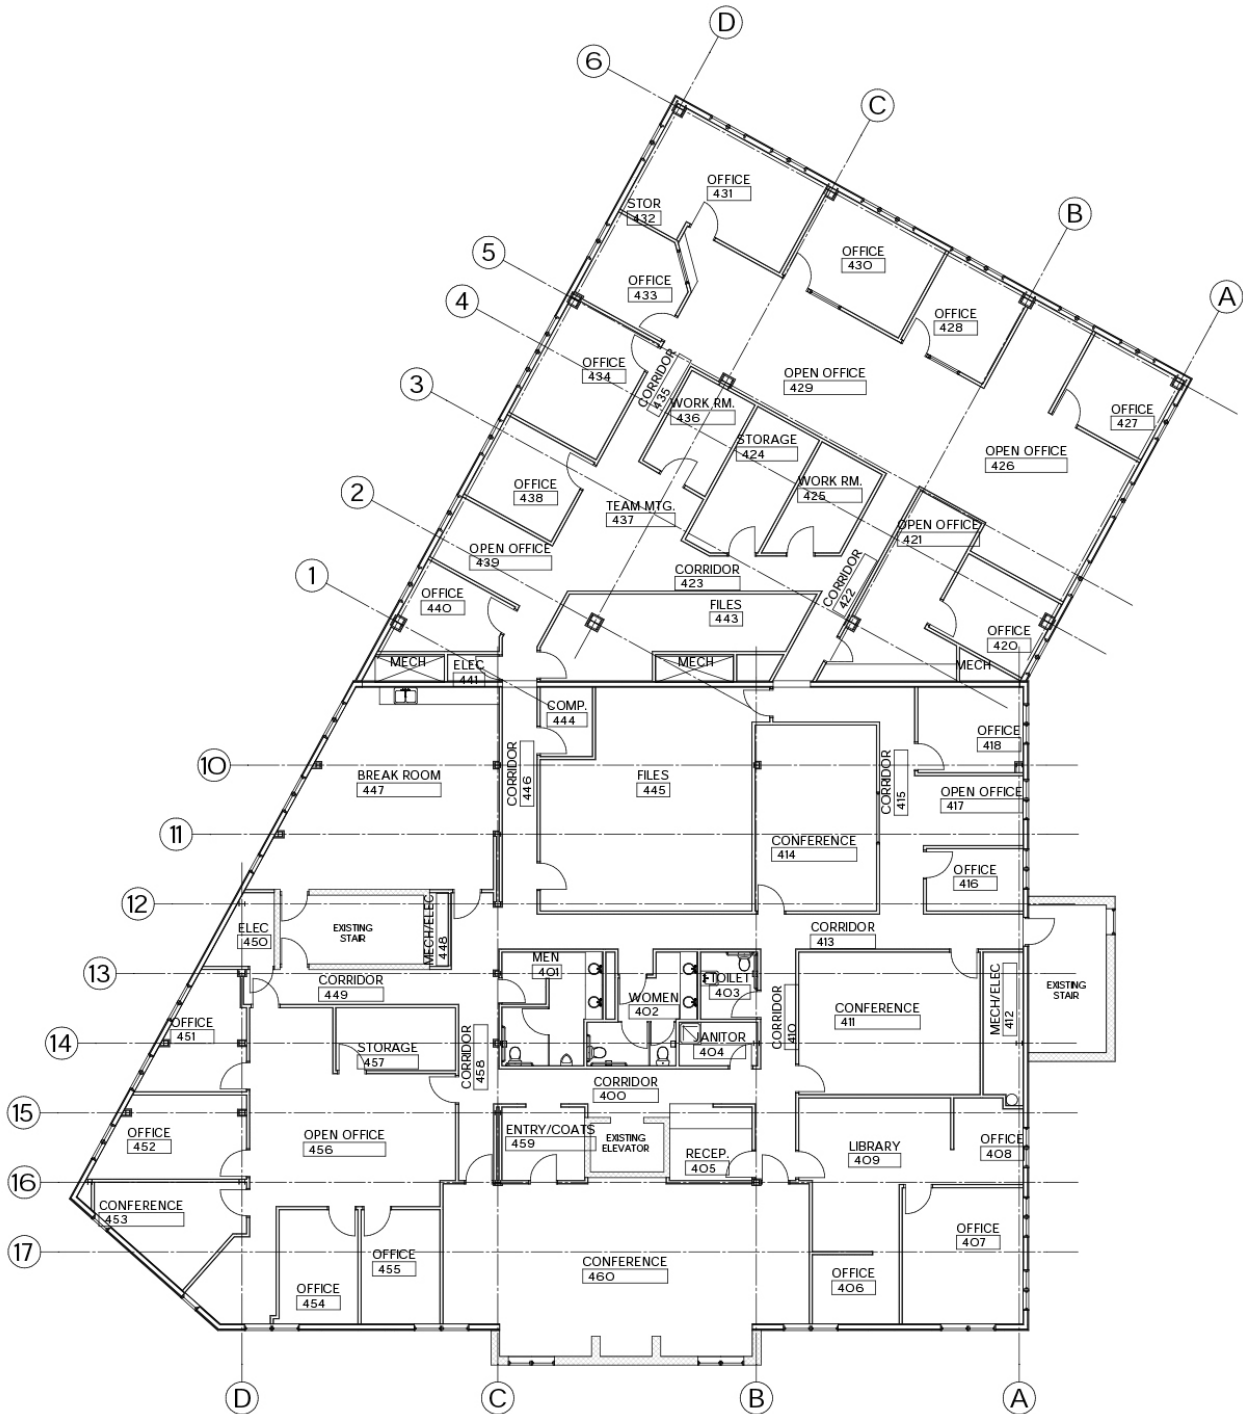 D
6
C
B
A
5
4
3
2
1
OFFICE
431
STOR
432
OFFICE
430
OFFICE
433
OFFICE
428
OFFICE
434
CORRIDOR
435
OPEN OFFICE
429
WORK RM.
436
OFFICE
427
STORAGE
424
OPEN OFFICE
426
WORK RM.
425
OFFICE
438
TEAM MTG.
437
OPEN OFFICE
421
OPEN OFFICE
439
CORRIDOR
423
CORRIDOR
422
OFFICE
440
FILES
443
OFFICE
420
MECH
ELEC
441
MECH
MECH
COMP.
444
OFFICE
418
10
BREAK ROOM
447
CORRIDOR
446
FILES
445
CORRIDOR
415
OPEN OFFICE
417
11
CONFERENCE
414
OFFICE
416
12
ELEC
450
EXISTING
STAIR
MECH/ELEC
448
CORRIDOR
413
13
CORRIDOR
449
MEN
401
WOMEN
402
TOILET
403
CORRIDOR
410
CONFERENCE
411
MECH/ELEC
412
EXISTING
STAIR
14
OFFICE
451
STORAGE
457
CORRIDOR
458
JANITOR
404
CORRIDOR
400
15
OFFICE
452
OPEN OFFICE
456
ENTRY/COATS
459
EXISTING
ELEVATOR
RECEP.
405
LIBRARY
409
OFFICE
408
16
CONFERENCE
453
17
OFFICE
455
OFFICE
454
CONFERENCE
460
OFFICE
406
OFFICE
407
D
C
B
A